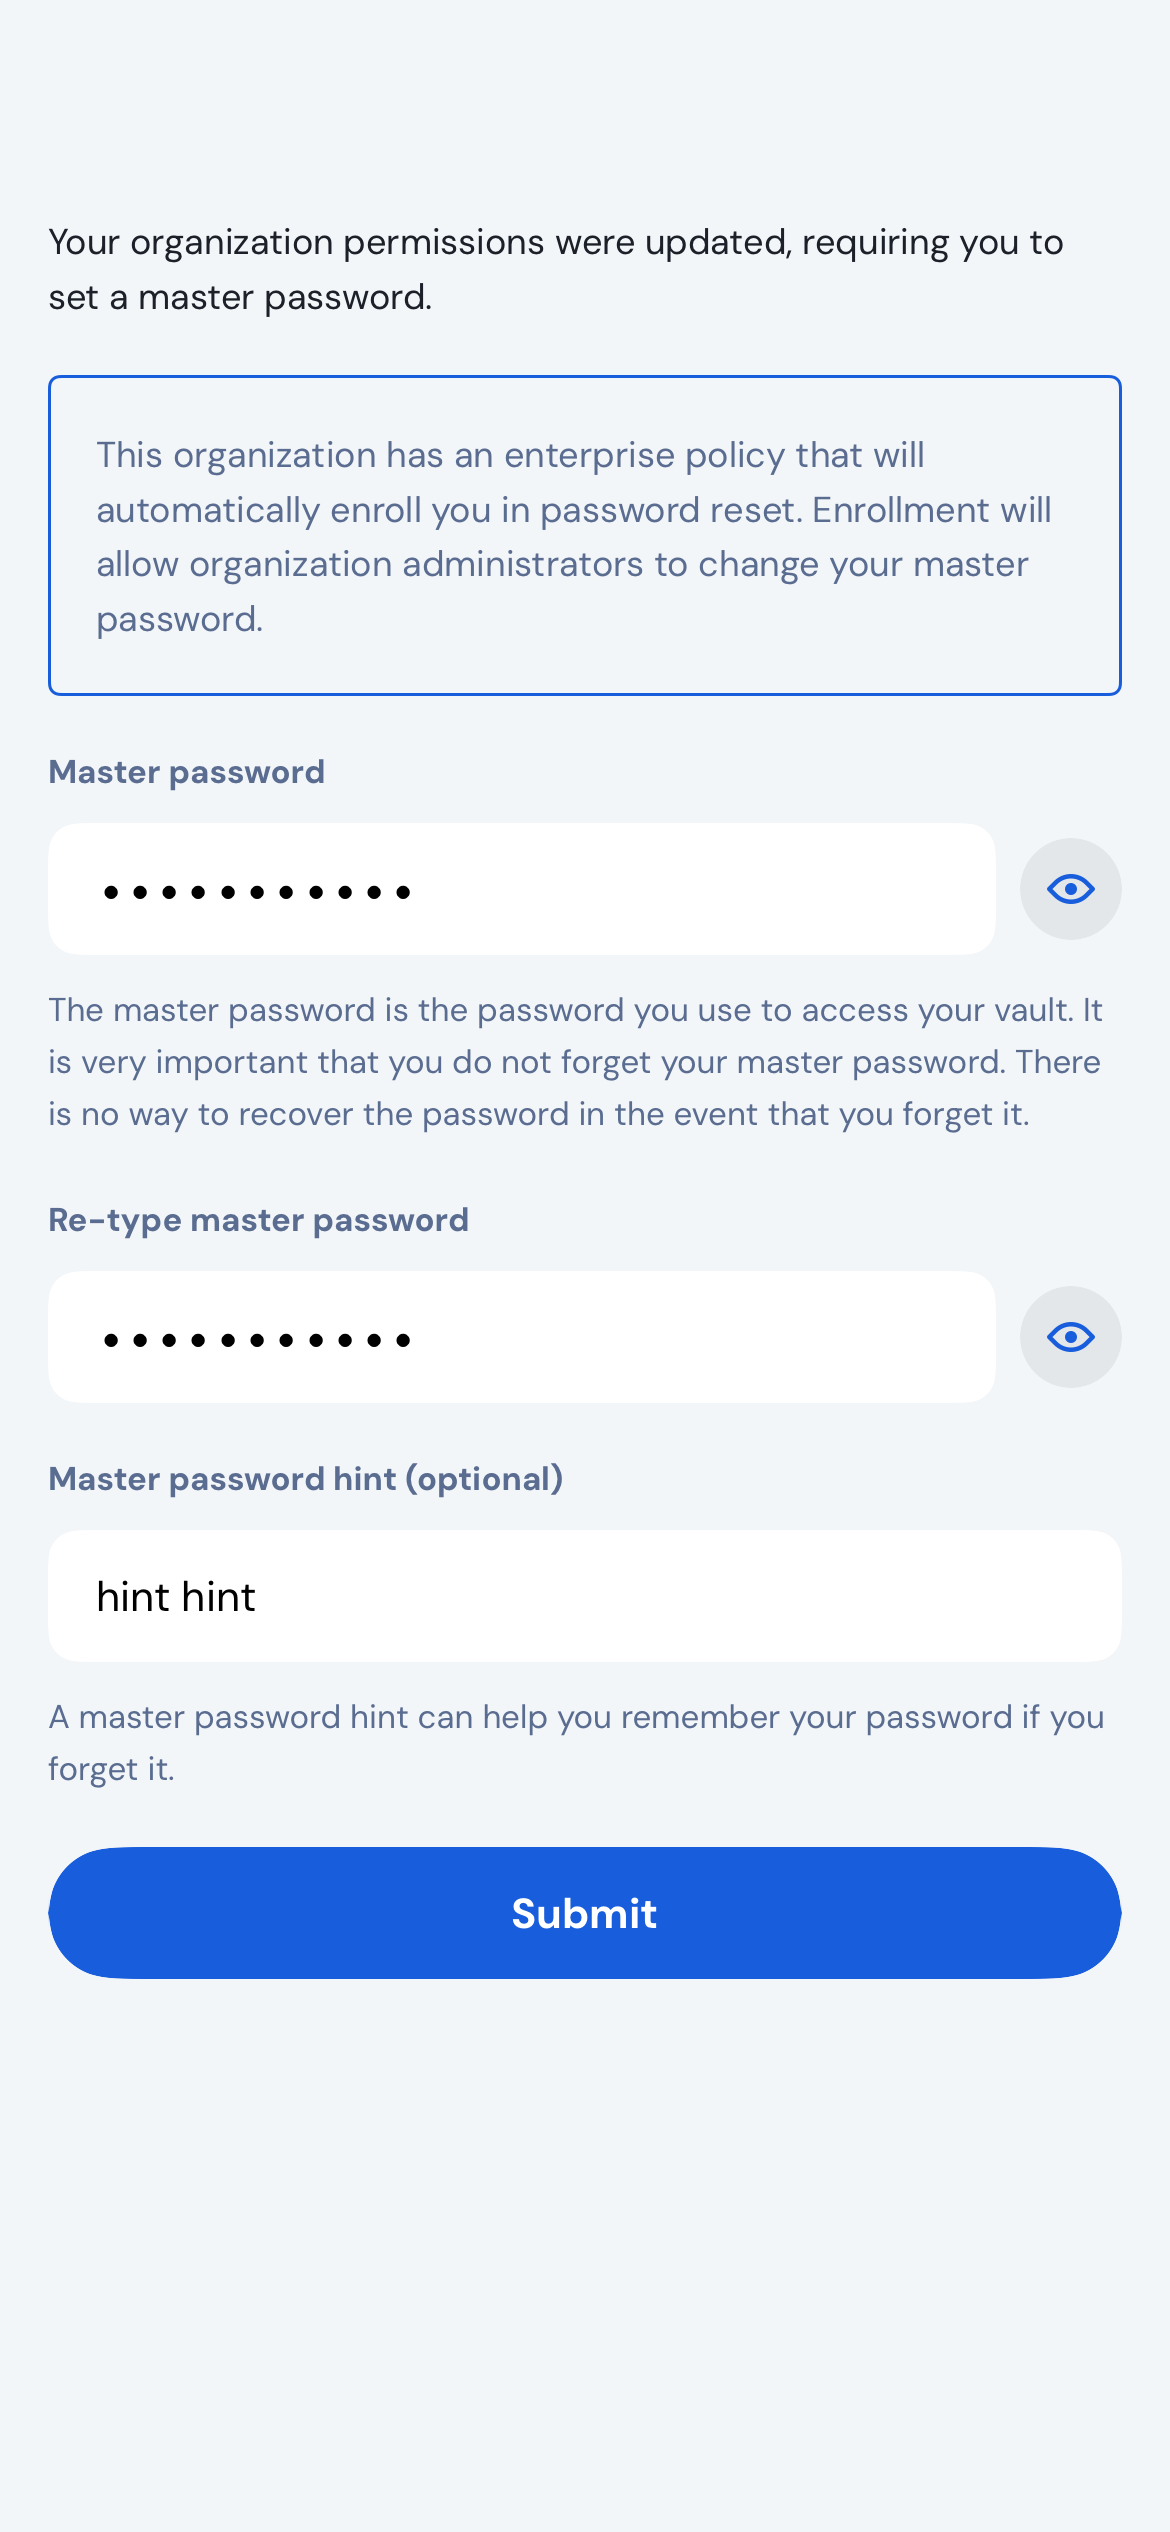 Your organization permissions were updated, requiring you to
set a master password.
This organization has an enterprise policy that will
automatically enroll you in password reset. Enrollment will
allow organization administrators to change your master
password.
Master password
•••••••••••
The master password is the password you use to access your vault. It
is very important that you do not forget your master password. There
is no way to recover the password in the event that you forget it.
Re-type master password
•••••••••••
Master password hint (optional)
hint hint
A master password hint can help you remember your password if you
forget it.
Submit